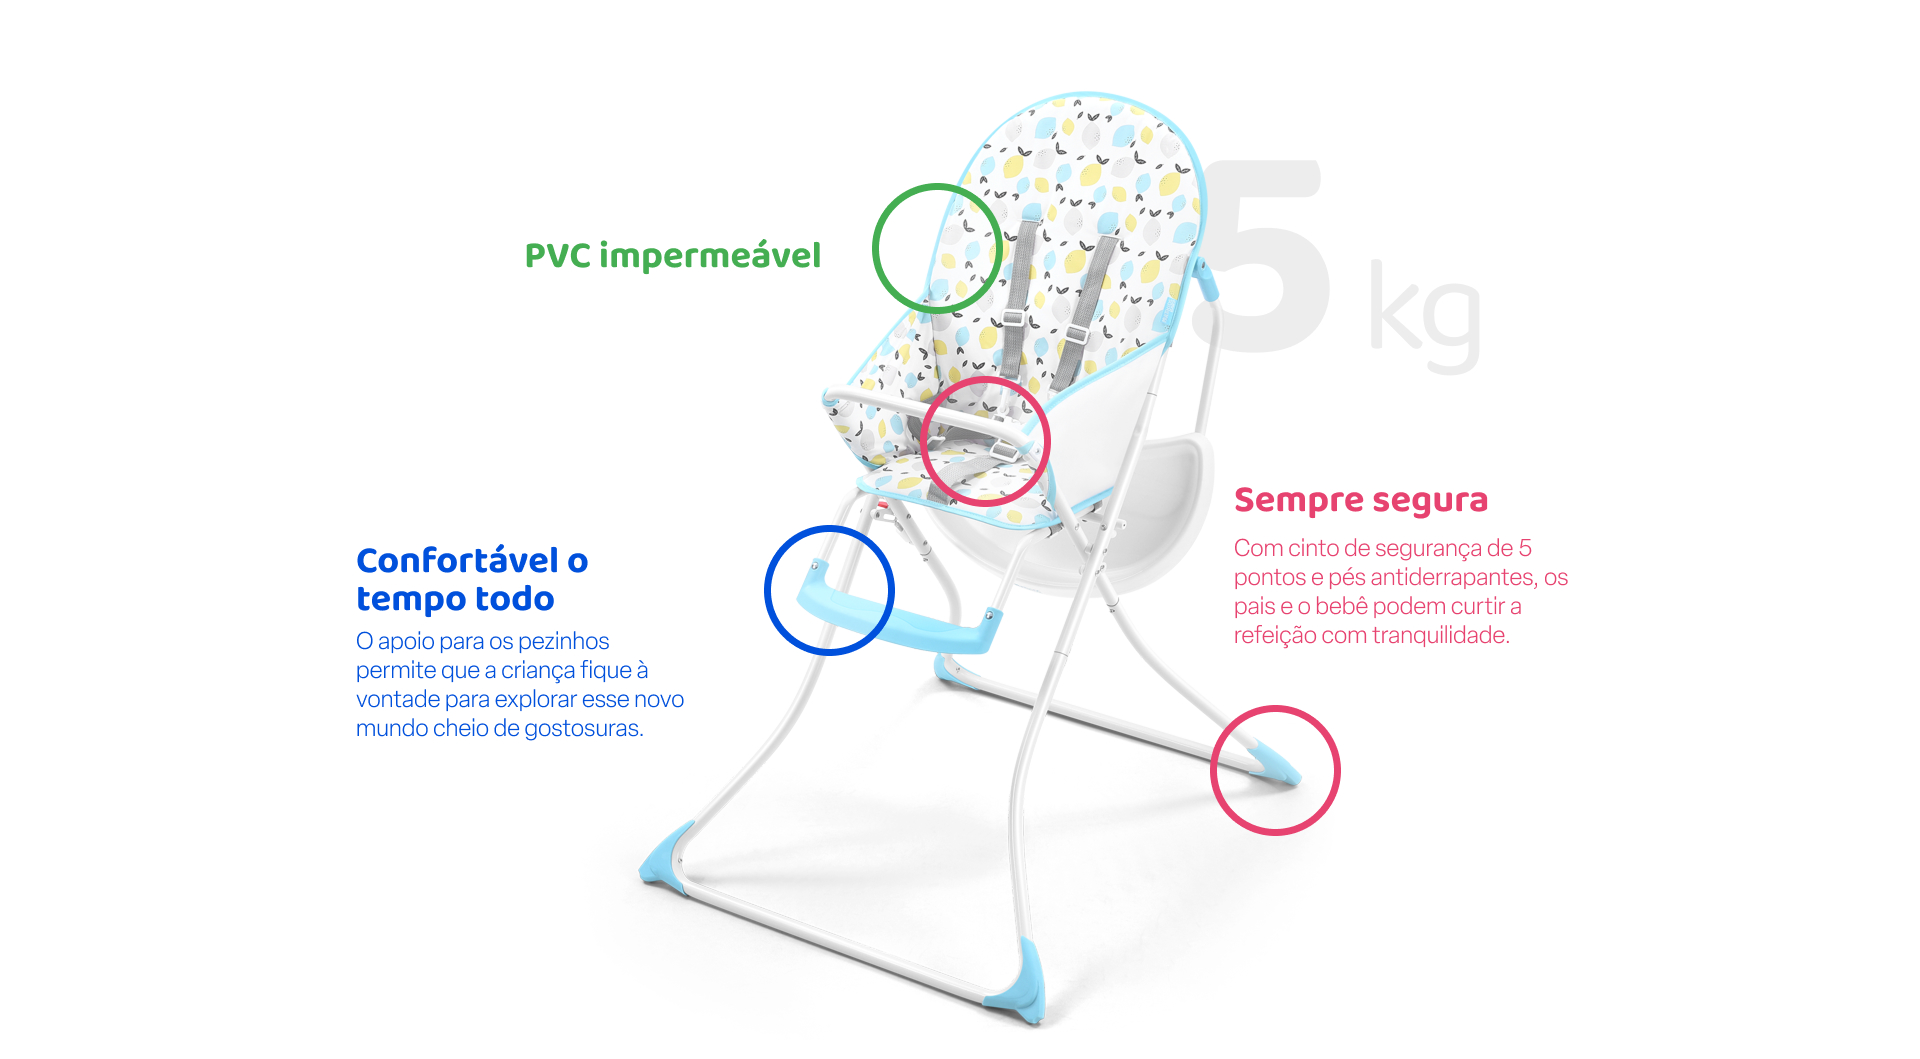 5 kg
PVC impermeável
Sempre segura
Com cinto de segurança de 5
pontos e pés antiderrapantes, os
pais e o bebê podem curtir a
refeição com tranquilidade.
Confortável o
tempo todo
O apoio para os pezinhos
permite que a criança fique à
vontade para explorar esse novo
mundo cheio de gostosuras.